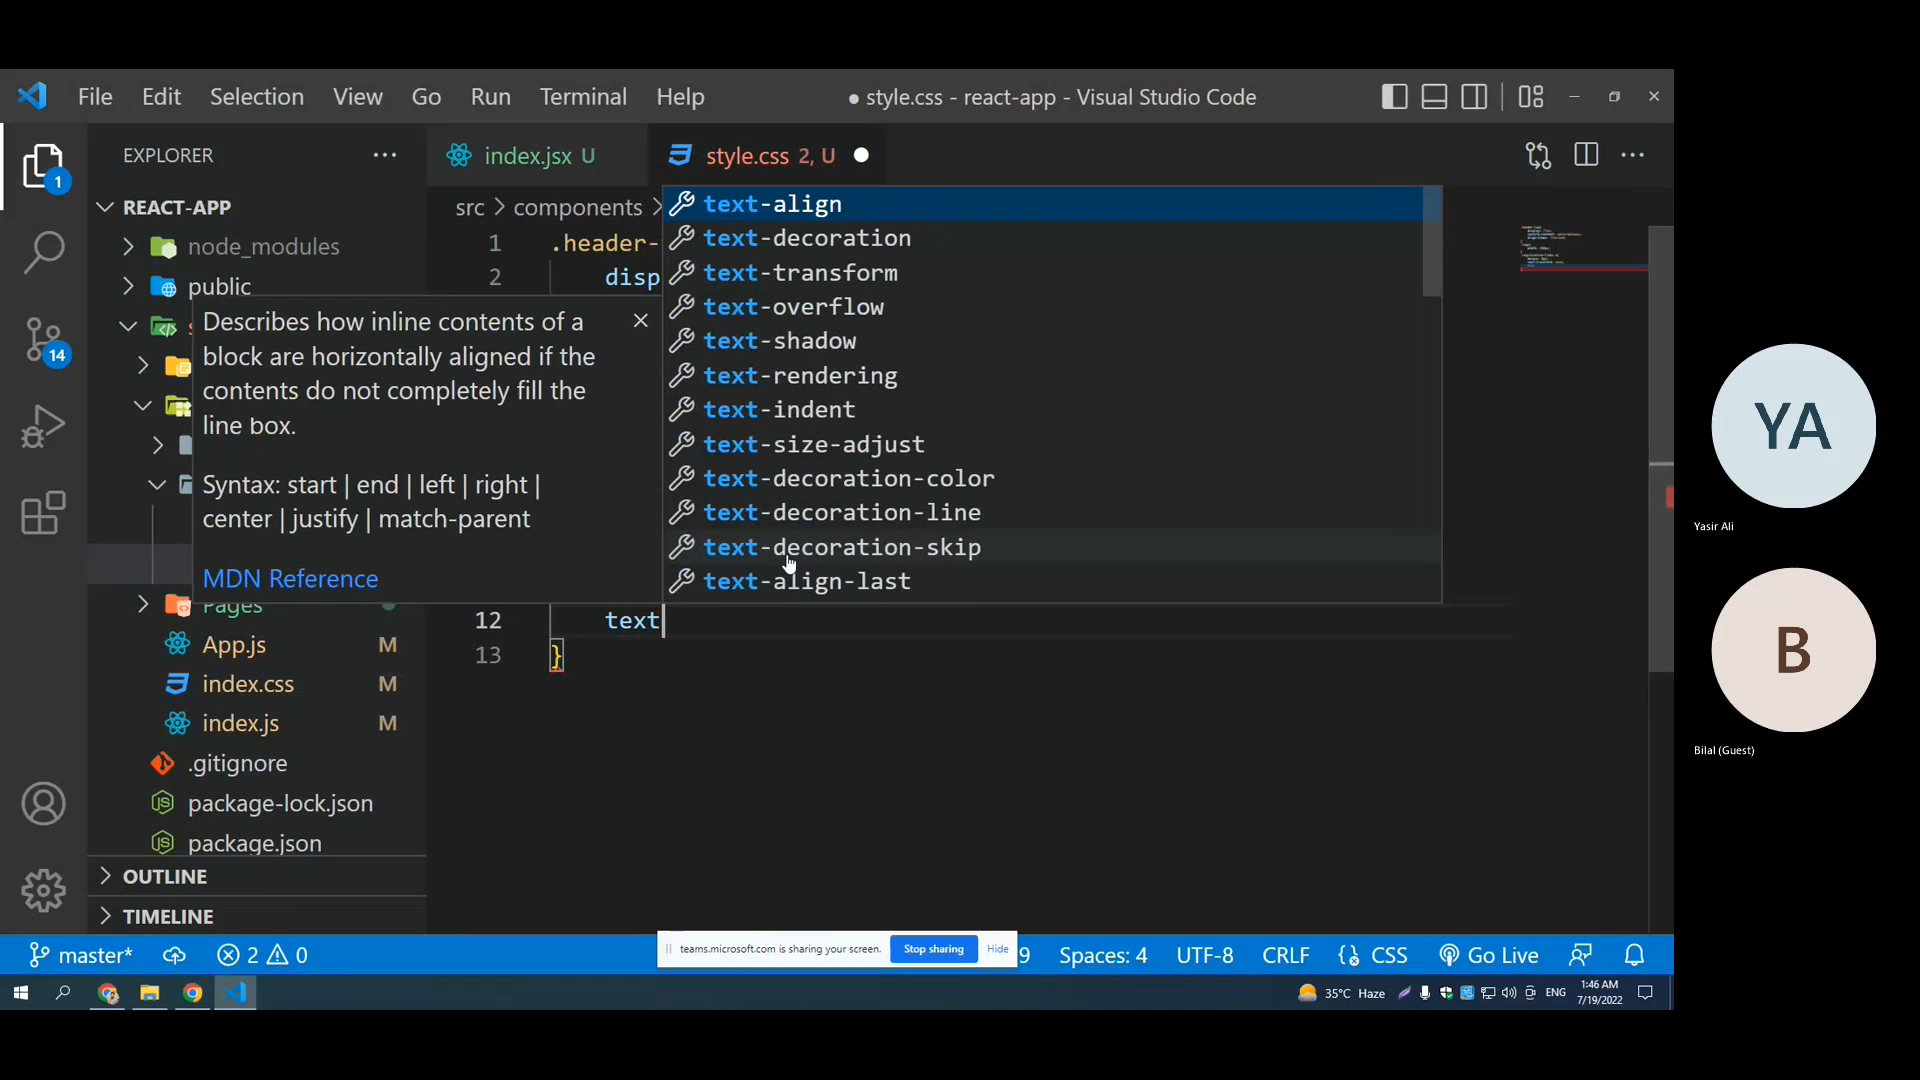 File Edit Selection View Go Run Terminal Help
● style.css - react-app - Visual Studio Code
EXPLORER
index.jsx U
style.css 2, U
REACT-APP
src > components >
node_modules
public
Pages
App.js M
index.css M
index.js M
.gitignore
package-lock.json
package.json
OUTLINE
TIMELINE
1
14
1 .header-
2 disp
text-align
text-decoration
text-transform
text-overflow
text-shadow
text-rendering
text-indent
text-size-adjust
text-decoration-color
text-decoration-line
text-decoration-skip
text-align-last
Describes how inline contents of a
block are horizontally aligned if the
contents do not completely fill the
line box.
Syntax: start | end | left | right |
center | justify | match-parent
MDN Reference
12 text
13 }
YA
Yasir Ali
B
Bilal (Guest)
master* 2 0
teams.microsoft.com is sharing your screen. Stop sharing Hide
9 Spaces: 4 UTF-8 CRLF CSS Go Live
35°C Haze ENG
1:46 AM
7/19/2022